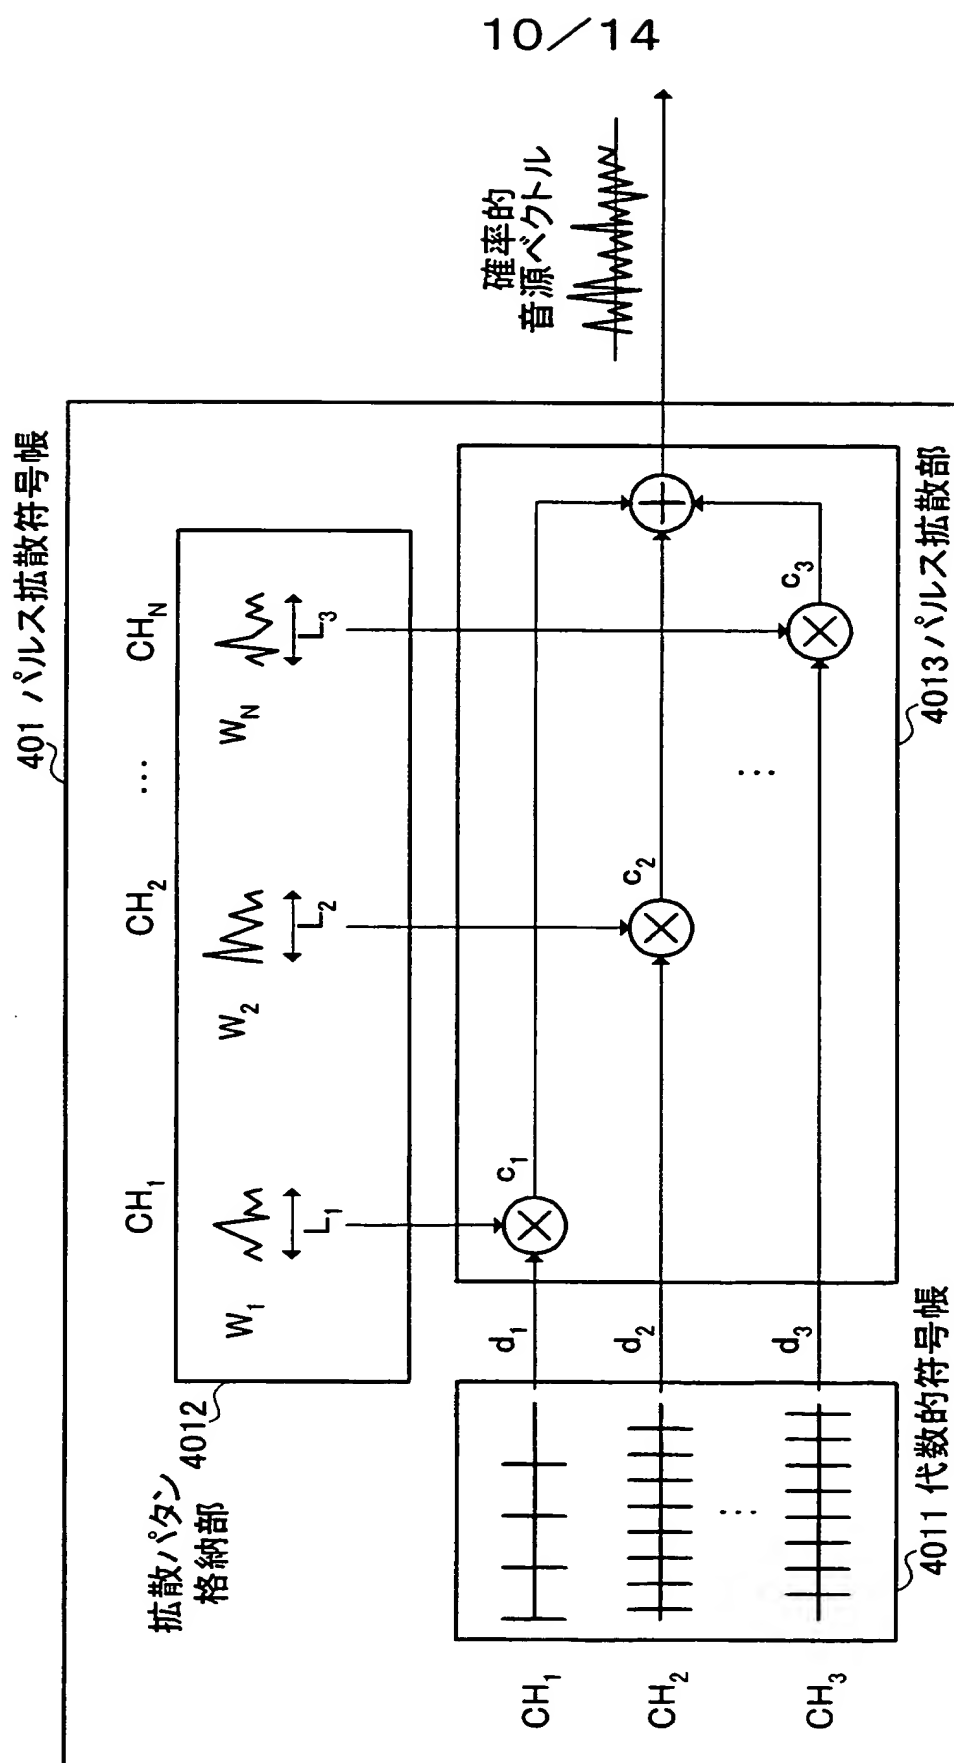 10/14
401 パルス拡散符号帳
CH1
CH2
...
CHN
拡散パタン
格納部
4012
W1
L1
W2
L2
WN
L3
確率的
音源ベクトル
CH1
CH2
...
CH3
d1
d2
d3
c1
c2
...
c3
4011 代数的符号帳
4013 パルス拡散部